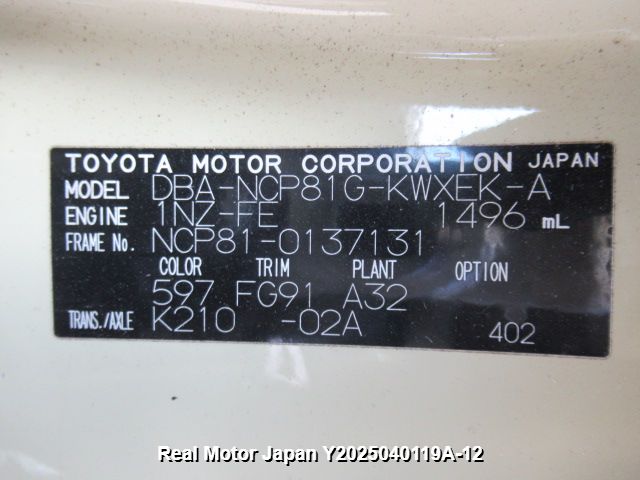 TOYOTA MOTOR CORPORATION JAPAN
MODEL DBA-NCP81G-KWXEK-A
ENGINE 1NZ-FE 1496 mL
FRAME No. NCP81-0137131
COLOR TRIM PLANT OPTION
597 FG91 A32
TRANS./AXLE K210 -02A 402
Real Motor Japan Y2025040119A-12